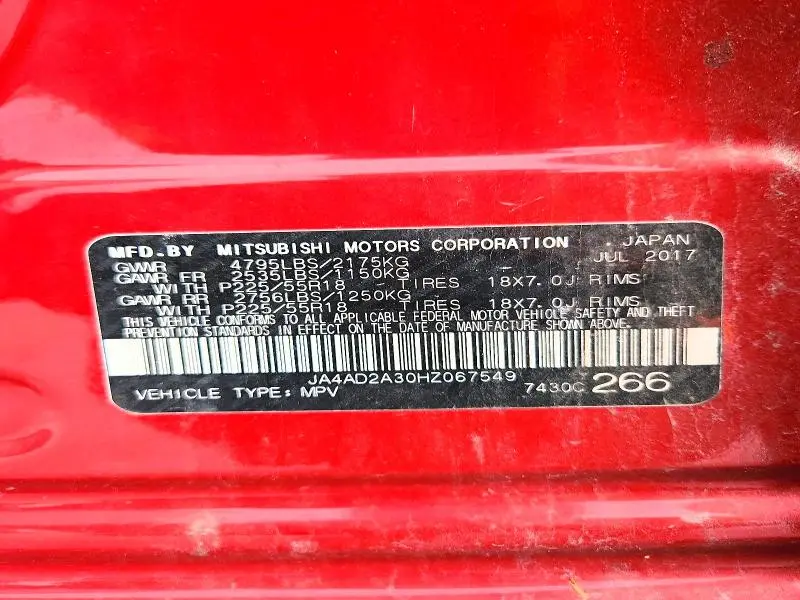 MFD.BY MITSUBISHI MOTORS CORPORATION JAPAN
GVWR 4795LBS/2175KG JUL 2017
GAWR FR 2535LBS/1150KG
WITH P225/55R18 TIRES 18X7.0J RIMS
GAWR RR 2756LBS/1250KG
WITH P225/55R18 TIRES 18X7.0J RIMS
THIS VEHICLE CONFORMS TO ALL APPLICABLE FEDERAL MOTOR VEHICLE SAFETY AND THEFT
PREVENTION STANDARDS IN EFFECT ON THE DATE OF MANUFACTURE SHOWN ABOVE.
JA4AD2A30HZ067549
VEHICLE TYPE: MPV 7430C 266